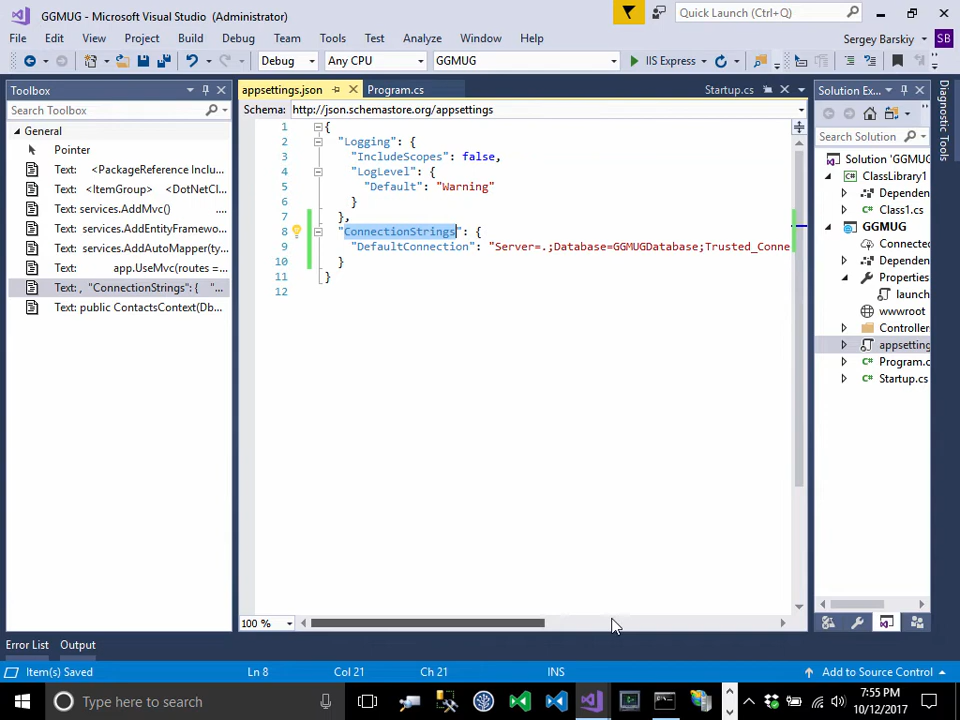 GGMUG - Microsoft Visual Studio (Administrator)
Quick Launch (Ctrl+Q)
File Edit View Project Build Debug Team Tools Test Analyze Window Help
Sergey Barskiy
SB
Debug Any CPU GGMUG IIS Express
Toolbox
Search Toolbox
General
Pointer
Text: <PackageReference Inclu...
Text: <ItemGroup> <DotNetCl...
Text: services.AddMvc()
Text: services.AddEntityFramewo...
Text: services.AddAutoMapper(ty...
Text: app.UseMvc(routes =...
Text: , "ConnectionStrings": { "...
Text: public ContactsContext(Db...
appsettings.json Program.cs Startup.cs
Schema: http://json.schemastore.org/appsettings
1 {
2 "Logging": {
3 "IncludeScopes": false,
4 "LogLevel": {
5 "Default": "Warning"
6 }
7 },
8 "ConnectionStrings": {
9 "DefaultConnection": "Server=.;Database=GGMUGDatabase;Trusted_Conne
10 }
11 }
12
100 %
Solution Ex...
Search Solution
Solution 'GGMUG'
ClassLibrary1
Dependen
Class1.cs
GGMUG
Connected
Dependen
Properties
launch
wwwroot
Controller
appsetting
Program.c
Startup.cs
Diagnostic Tools
Error List Output
Item(s) Saved Ln 8 Col 21 Ch 21 INS Add to Source Control
Type here to search
7:55 PM
10/12/2017